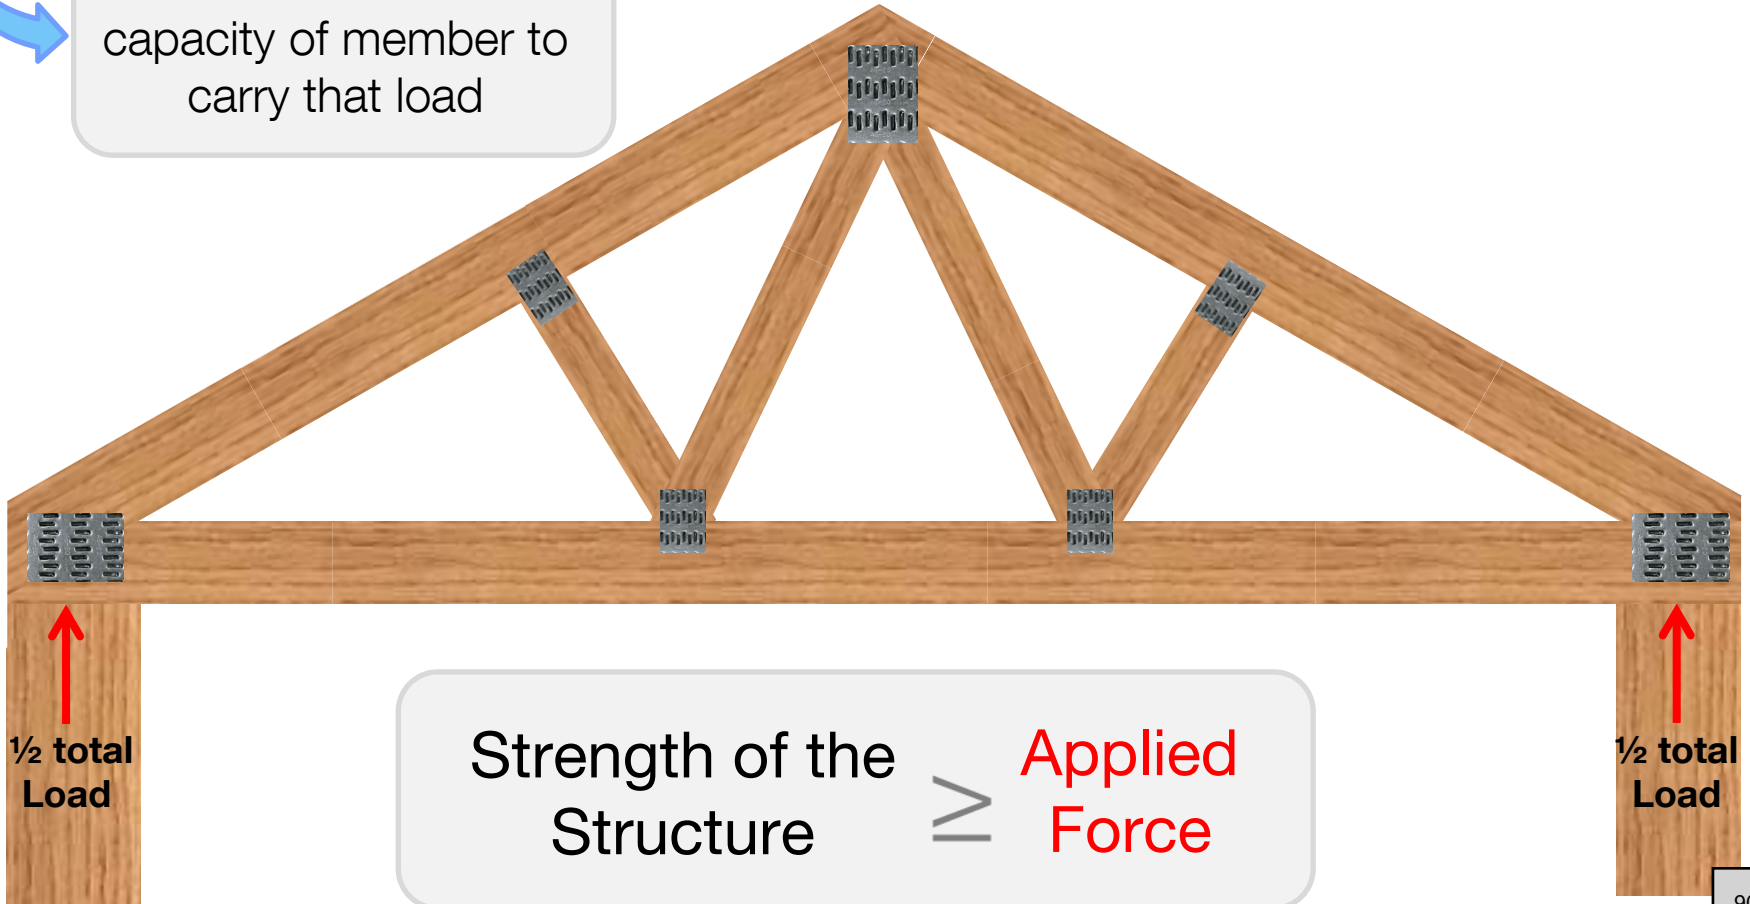 capacity of member to
carry that load
½ total
Load
Strength of the
Structure
≥
Applied
Force
½ total
Load